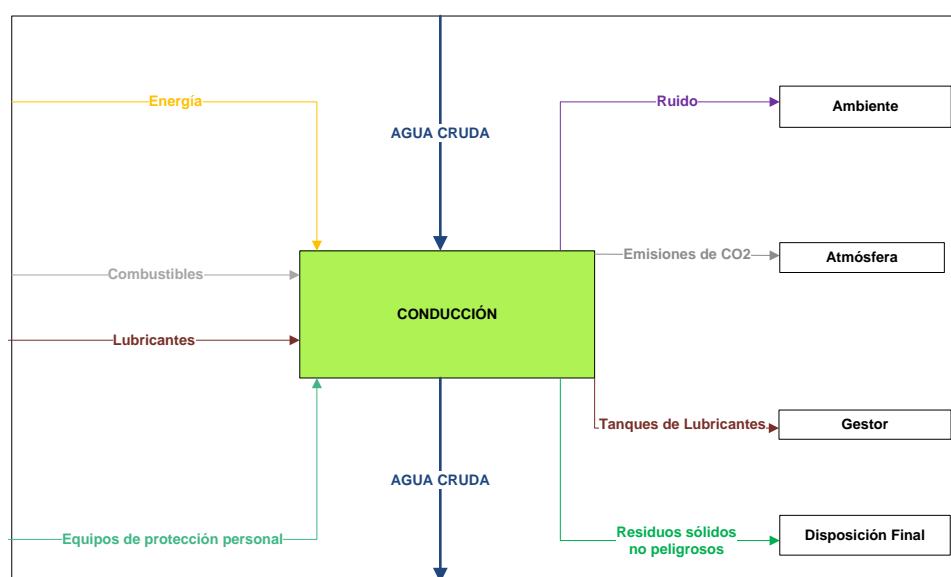 Energía
Ruido
Ambiente
AGUA CRUDA
Emisiones de CO2
Atmósfera
Combustibles
CONDUCCIÓN
Lubricantes
Tanques de Lubricantes
Gestor
AGUA CRUDA
Equipos de protección personal
Residuos sólidos
no peligrosos
Disposición Final